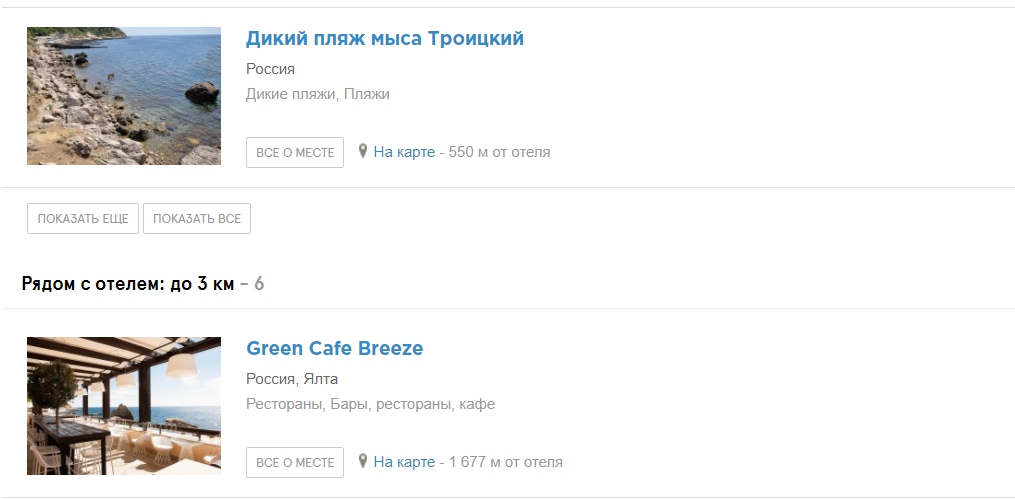 Дикий пляж мыса Троицкий
Россия
Дикие пляжи, Пляжи
ВСЕ О МЕСТЕ На карте - 550 м от отеля
ПОКАЗАТЬ ЕЩЕ ПОКАЗАТЬ ВСЕ
Рядом с отелем: до 3 км – 6
Green Cafe Breeze
Россия, Ялта
Рестораны, Бары, рестораны, кафе
ВСЕ О МЕСТЕ На карте - 1 677 м от отеля